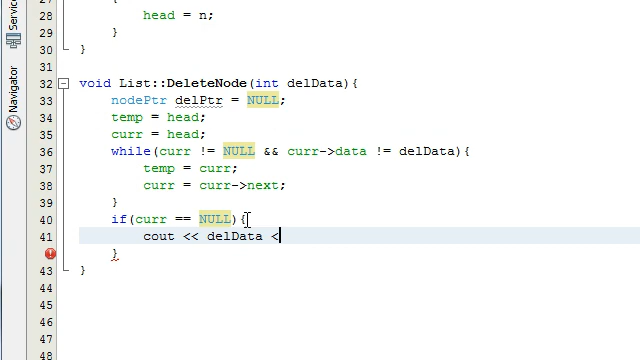 Servic
Navigator
27
28 head = n;
29 }
30 }
31
32 void List::DeleteNode(int delData){
33 nodePtr delPtr = NULL;
34 temp = head;
35 curr = head;
36 while(curr != NULL && curr->data != delData){
37 temp = curr;
38 curr = curr->next;
39 }
40 if(curr == NULL){
41 cout << delData <
}
43 }
44
45
46
47
48